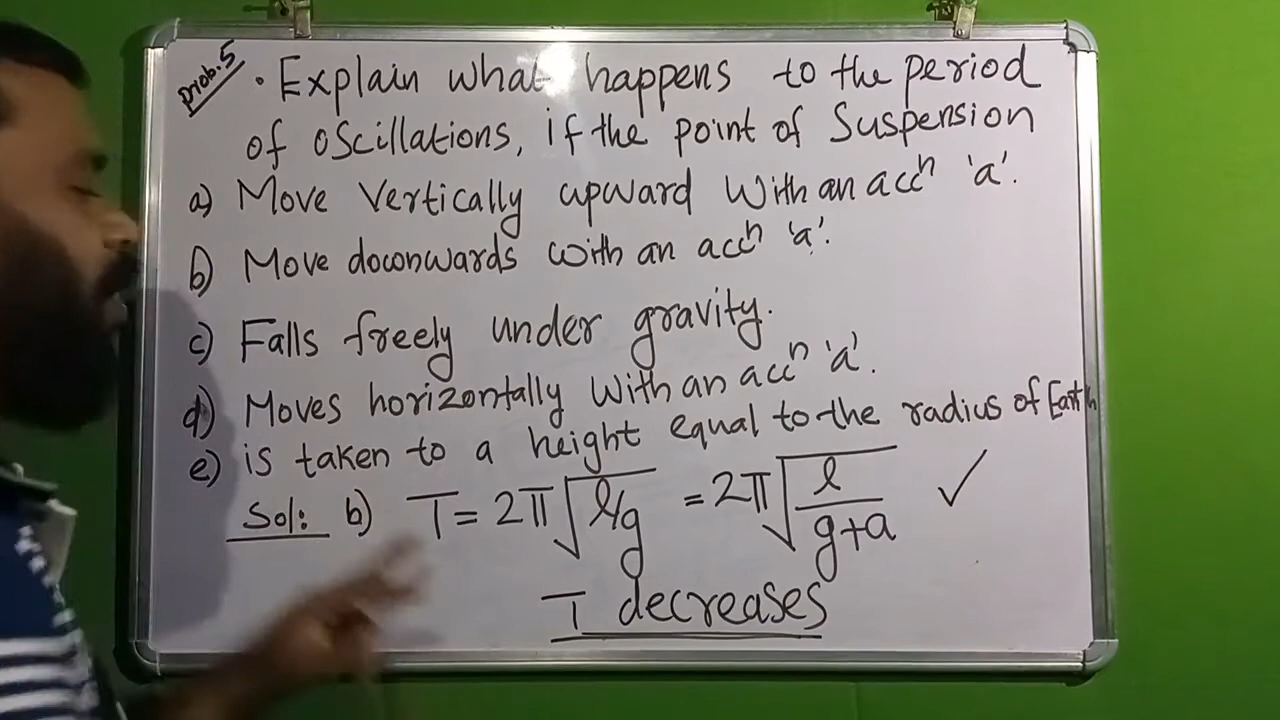 Prob.5
. Explain what happens to the period
of oscillations, if the point of Suspension
a) Move Vertically upward With an accⁿ 'a'.
b) Move doconwards with an accⁿ 'a'.
c) Falls freely under gravity.
d) Moves horizontally With an accⁿ 'a'.
e) is taken to a height equal to the radius of Earth
Sol: b) T = 2π√l/g = 2π√l/(g+a) ✓
T decreases